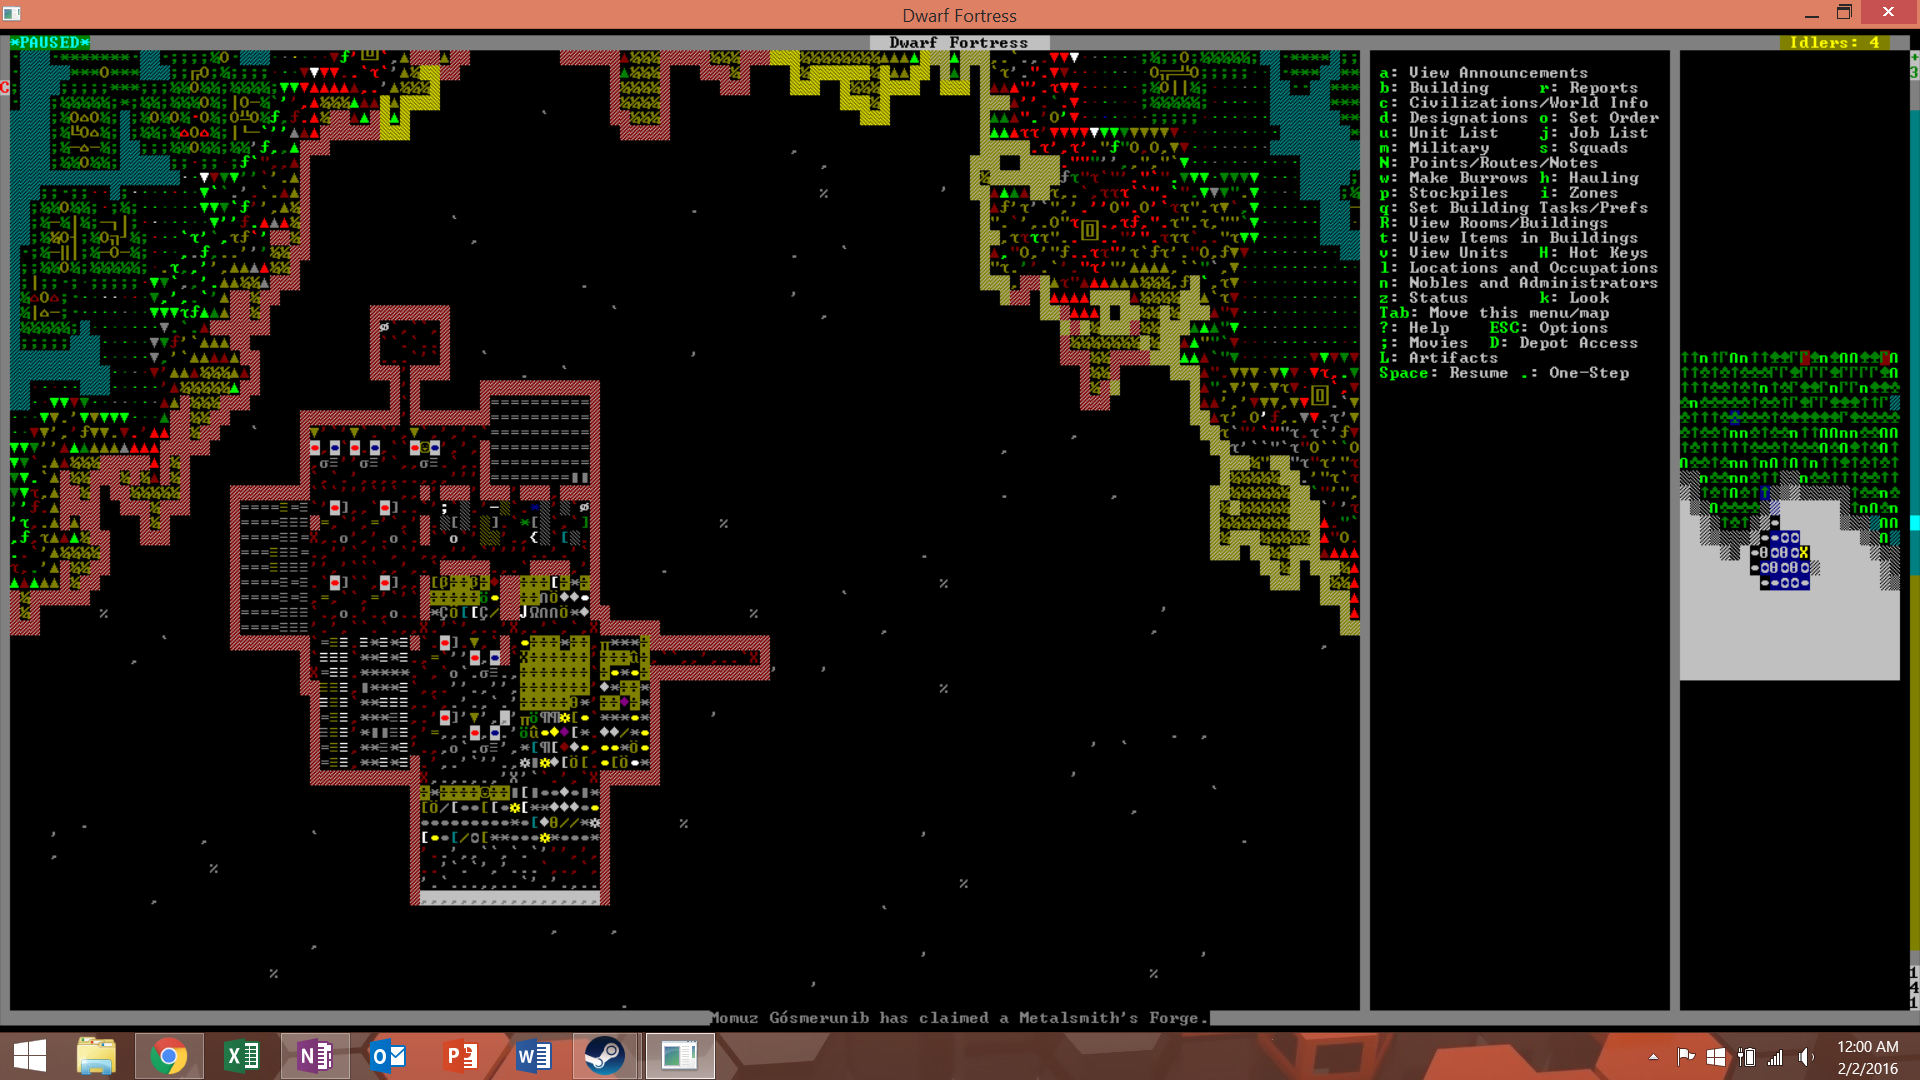 Dwarf Fortress
*PAUSED*
Dwarf Fortress
Idlers: 4
a: View Announcements
b: Building r: Reports
c: Civilizations/World Info
d: Designations o: Set Order
u: Unit List j: Job List
m: Military s: Squads
N: Points/Routes/Notes
w: Make Burrows h: Hauling
p: Stockpiles i: Zones
q: Set Building Tasks/Prefs
R: View Rooms/Buildings
t: View Items in Buildings
v: View Units H: Hot Keys
l: Locations and Occupations
n: Nobles and Administrators
z: Status k: Look
Tab: Move this menu/map
?: Help ESC: Options
;: Movies D: Depot Access
L: Artifacts
Space: Resume .: One-Step
Momuz Gósmerunib has claimed a Metalsmith's Forge.
12:00 AM
2/2/2016